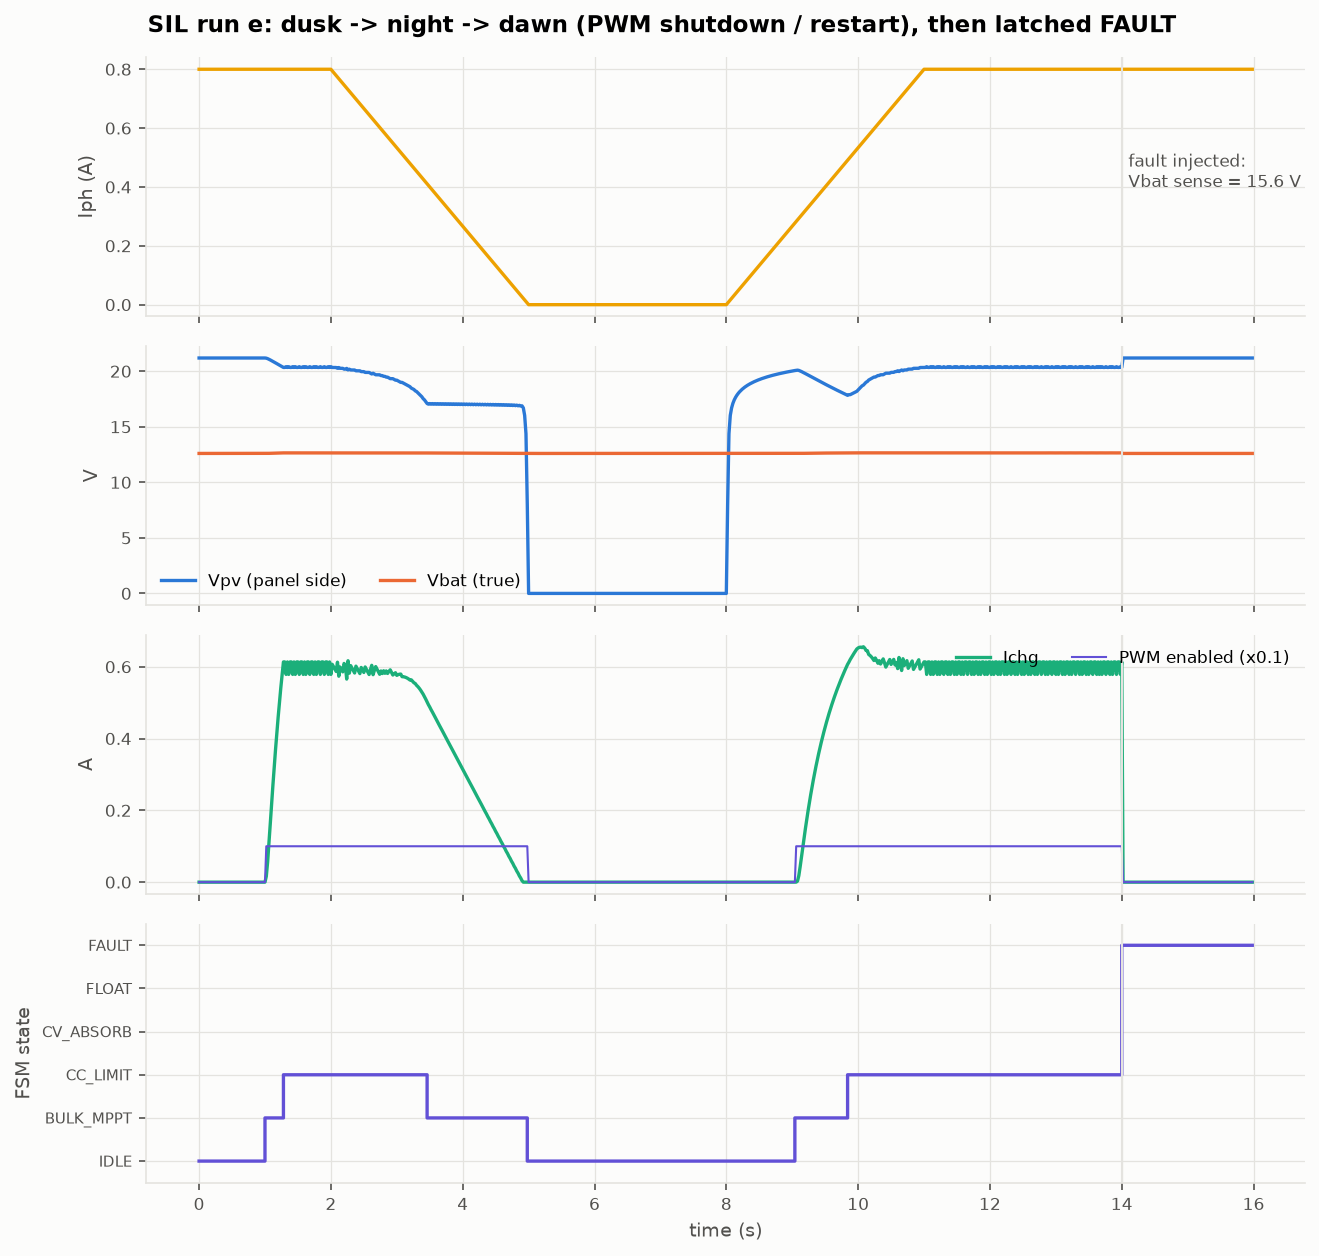 SIL run e: dusk -> night -> dawn (PWM shutdown / restart), then latched FAULT
Iph (A)
0.8
0.6
0.4
0.2
0.0
fault injected:
Vbat sense = 15.6 V
V
20
15
10
5
0
Vpv (panel side)
Vbat (true)
A
0.6
0.4
0.2
0.0
Ichg
PWM enabled (x0.1)
FSM state
FAULT
FLOAT
CV_ABSORB
CC_LIMIT
BULK_MPPT
IDLE
0 2 4 6 8 10 12 14 16
time (s)